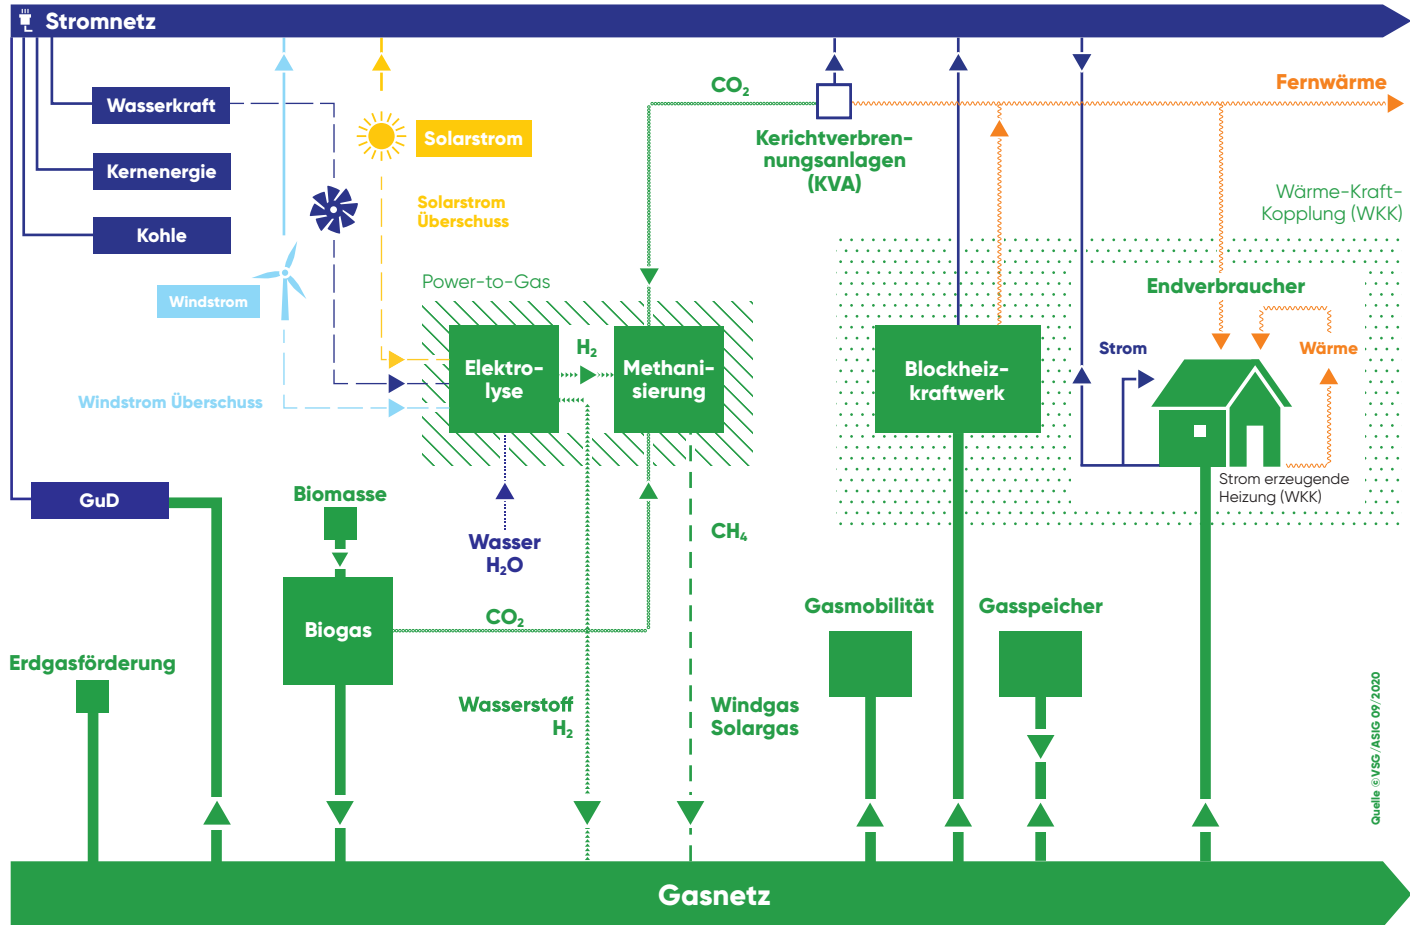 Stromnetz
Wasserkraft
Kernenergie
Kohle
Solarstrom
Solarstrom
Überschuss
Windstrom
Windstrom Überschuss
CO₂
Kerichtverbren-
nungsanlagen
(KVA)
Fernwärme
Wärme-Kraft-
Kopplung (WKK)
Power-to-Gas
Elektro-
lyse
H₂
Methani-
sierung
Blockheiz-
kraftwerk
Endverbraucher
Strom
Wärme
Strom erzeugende
Heizung (WKK)
GuD
Biomasse
Wasser
H₂O
CH₄
Biogas
CO₂
Gasmobilität
Gasspeicher
Erdgasförderung
Wasserstoff
H₂
Windgas
Solargas
Quelle ©VSG/ASIG 09/2020
Gasnetz